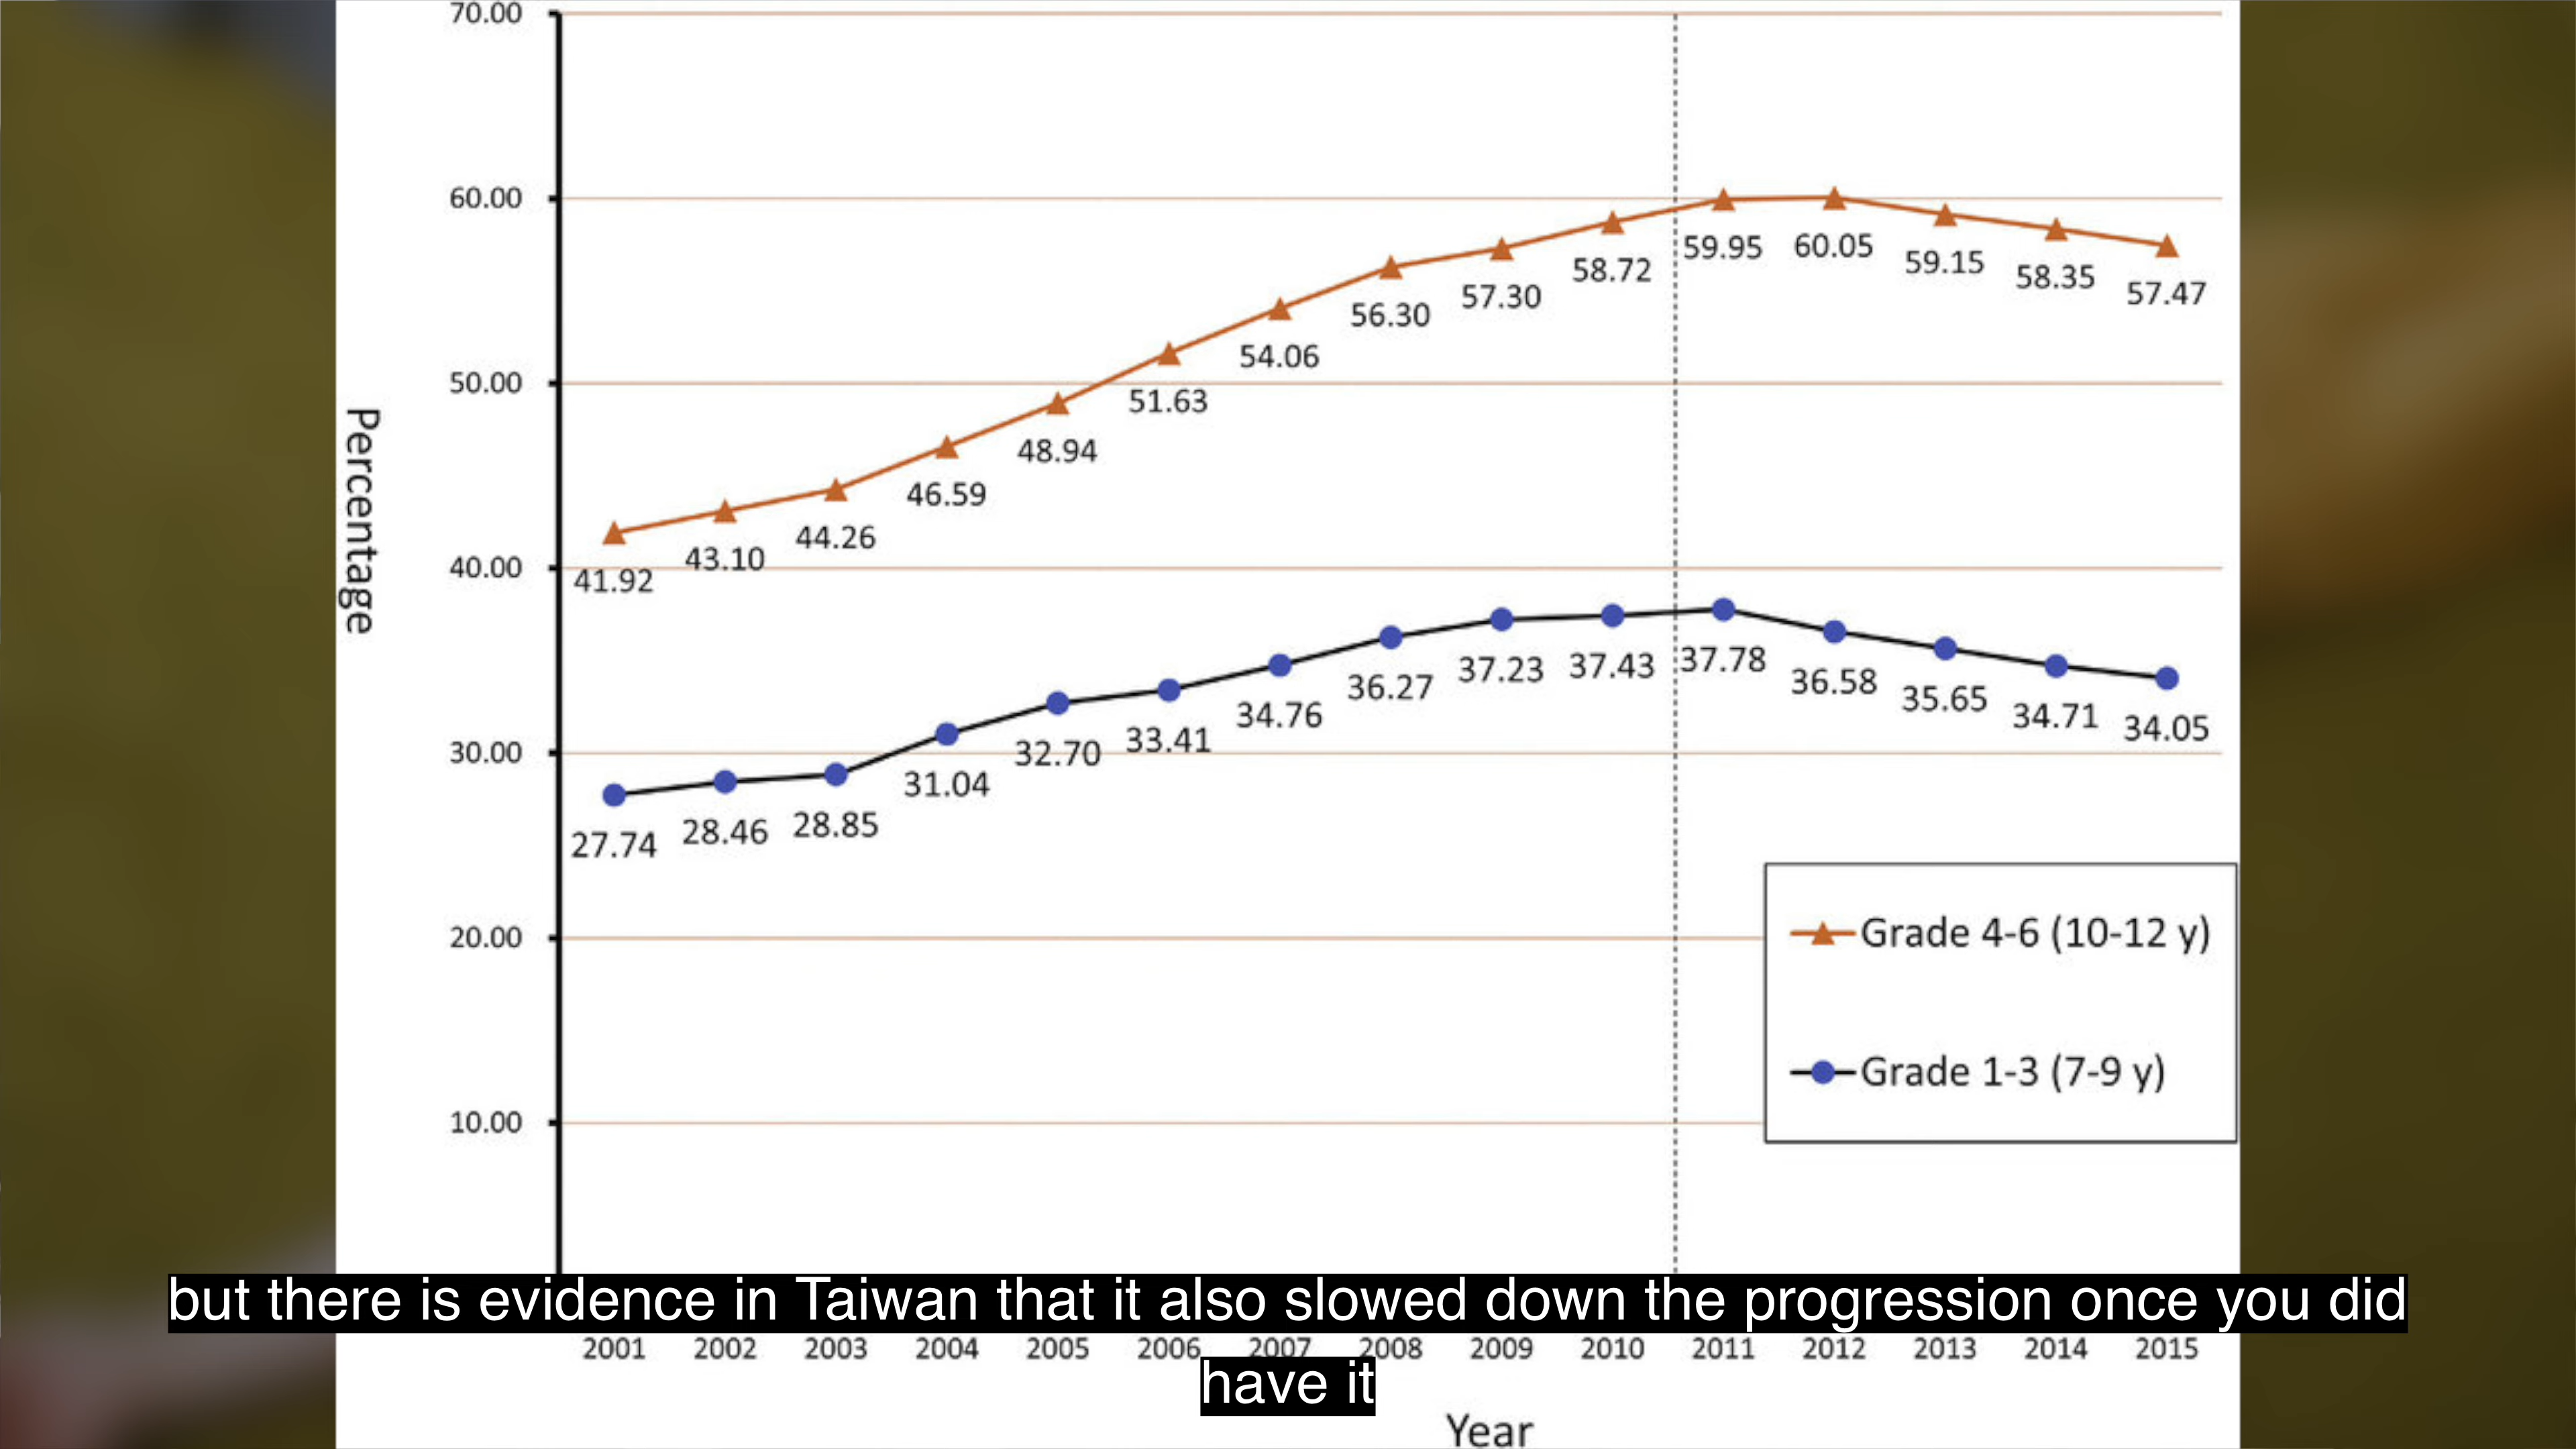 70.00
60.00
50.00
40.00
30.00
20.00
10.00
Percentage
41.92 43.10 44.26 46.59 48.94 51.63 54.06 56.30 57.30 58.72 59.95 60.05 59.15 58.35 57.47
27.74 28.46 28.85 31.04 32.70 33.41 34.76 36.27 37.23 37.43 37.78 36.58 35.65 34.71 34.05
Grade 4-6 (10-12 y)
Grade 1-3 (7-9 y)
but there is evidence in Taiwan that it also slowed down the progression once you did
have it
2001 2002 2003 2004 2005 2006 2007 2008 2009 2010 2011 2012 2013 2014 2015
Year